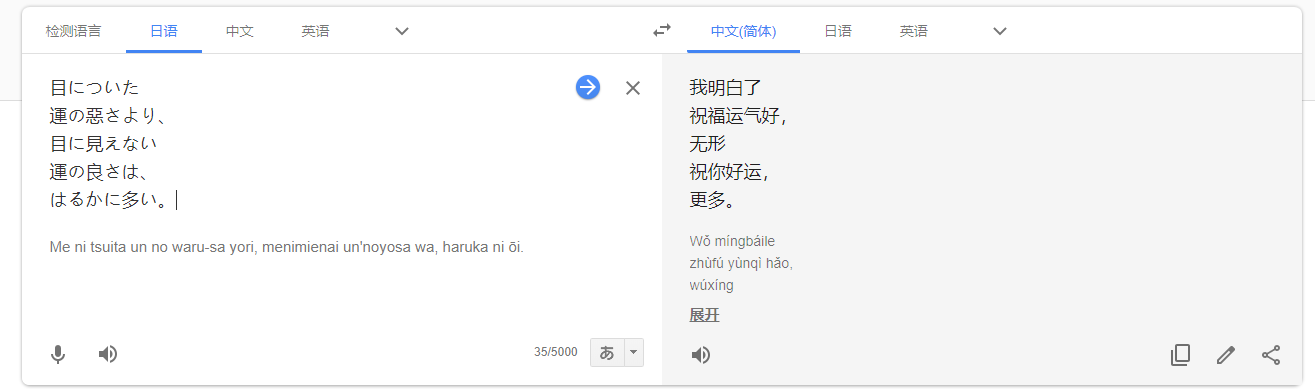 检测语言 日语 中文 英语
中文(简体) 日语 英语
目についた
運の惡さより、
目に見えない
運の良さは、
はるかに多い。
Me ni tsuita un no waru-sa yori, menimienai un'noyosa wa, haruka ni ōi.
35/5000
あ
我明白了
祝福运气好，
无形
祝你好运，
更多。
Wǒ míngbáile
zhùfú yùnqì hǎo,
wúxíng
展开